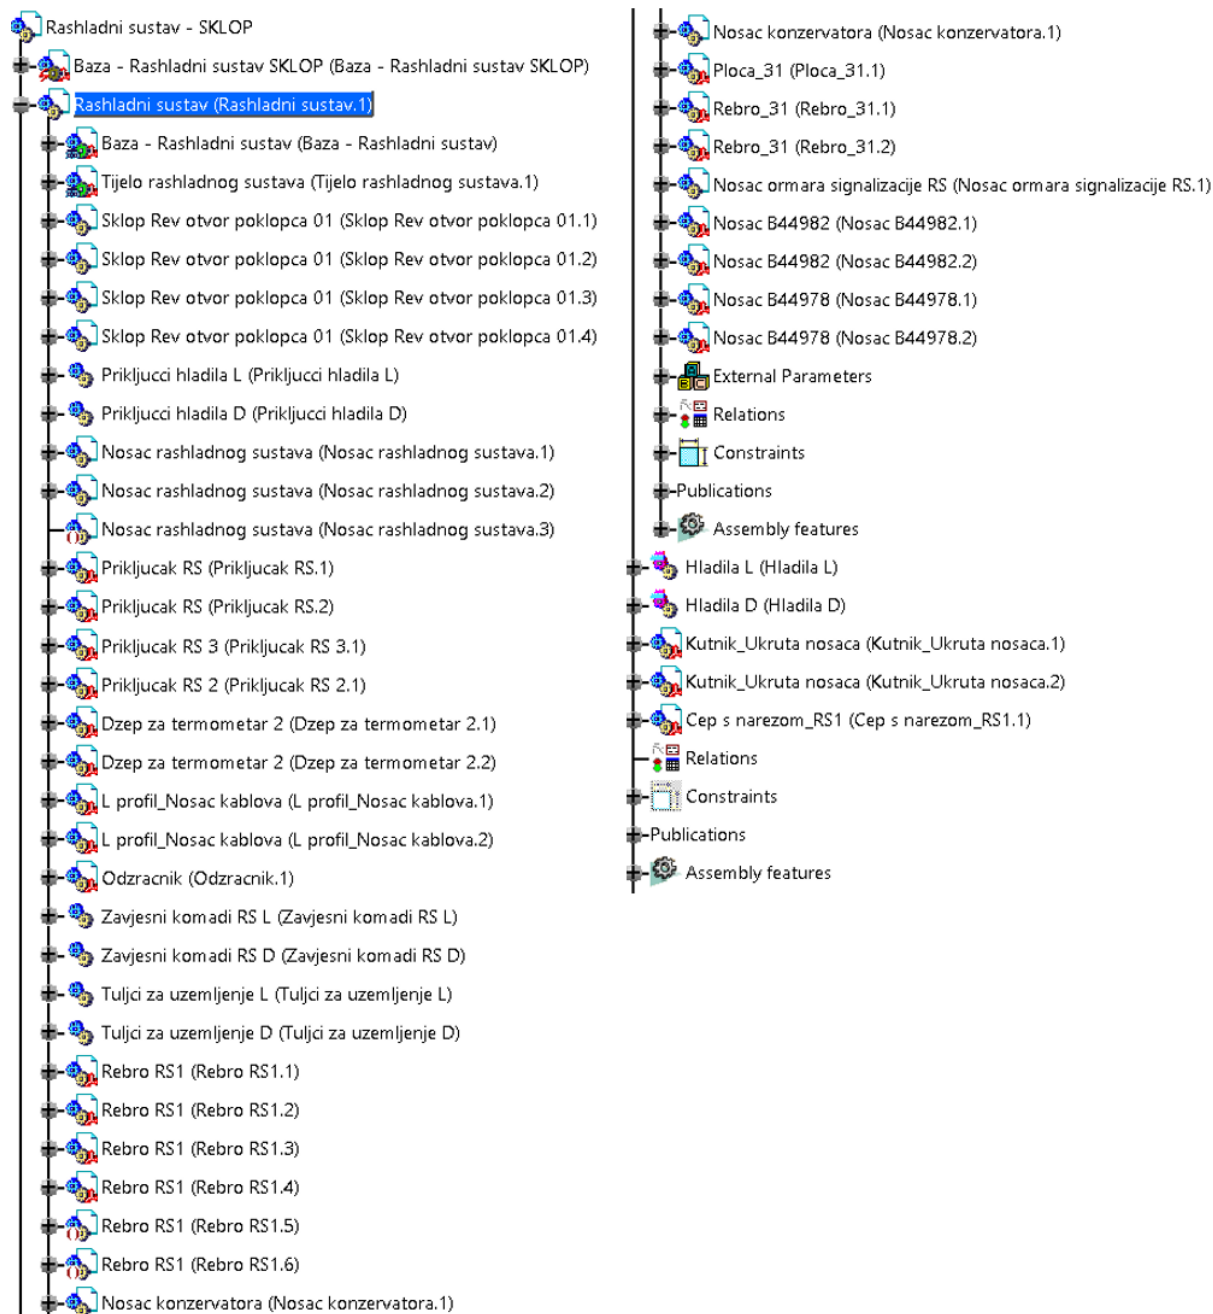 Rashladni sustav - SKLOP
Baza - Rashladni sustav SKLOP (Baza - Rashladni sustav SKLOP)
Rashladni sustav (Rashladni sustav.1)
Baza - Rashladni sustav (Baza - Rashladni sustav)
Tijelo rashladnog sustava (Tijelo rashladnog sustava.1)
Sklop Rev otvor poklopca 01 (Sklop Rev otvor poklopca 01.1)
Sklop Rev otvor poklopca 01 (Sklop Rev otvor poklopca 01.2)
Sklop Rev otvor poklopca 01 (Sklop Rev otvor poklopca 01.3)
Sklop Rev otvor poklopca 01 (Sklop Rev otvor poklopca 01.4)
Prikljucci hladila L (Prikljucci hladila L)
Prikljucci hladila D (Prikljucci hladila D)
Nosac rashladnog sustava (Nosac rashladnog sustava.1)
Nosac rashladnog sustava (Nosac rashladnog sustava.2)
Nosac rashladnog sustava (Nosac rashladnog sustava.3)
Prikljucak RS (Prikljucak RS.1)
Prikljucak RS (Prikljucak RS.2)
Prikljucak RS 3 (Prikljucak RS 3.1)
Prikljucak RS 2 (Prikljucak RS 2.1)
Dzep za termometar 2 (Dzep za termometar 2.1)
Dzep za termometar 2 (Dzep za termometar 2.2)
L profil_Nosac kablova (L profil_Nosac kablova.1)
L profil_Nosac kablova (L profil_Nosac kablova.2)
Odzracnik (Odzracnik.1)
Zavjesni komadi RS L (Zavjesni komadi RS L)
Zavjesni komadi RS D (Zavjesni komadi RS D)
Tuljci za uzemljenje L (Tuljci za uzemljenje L)
Tuljci za uzemljenje D (Tuljci za uzemljenje D)
Rebro RS1 (Rebro RS1.1)
Rebro RS1 (Rebro RS1.2)
Rebro RS1 (Rebro RS1.3)
Rebro RS1 (Rebro RS1.4)
Rebro RS1 (Rebro RS1.5)
Rebro RS1 (Rebro RS1.6)
Nosac konzervatora (Nosac konzervatora.1)
Nosac konzervatora (Nosac konzervatora.1)
Ploca_31 (Ploca_31.1)
Rebro_31 (Rebro_31.1)
Rebro_31 (Rebro_31.2)
Nosac ormara signalizacije RS (Nosac ormara signalizacije RS.1)
Nosac B44982 (Nosac B44982.1)
Nosac B44982 (Nosac B44982.2)
Nosac B44978 (Nosac B44978.1)
Nosac B44978 (Nosac B44978.2)
External Parameters
Relations
Constraints
Publications
Assembly features
Hladila L (Hladila L)
Hladila D (Hladila D)
Kutnik_Ukruta nosaca (Kutnik_Ukruta nosaca.1)
Kutnik_Ukruta nosaca (Kutnik_Ukruta nosaca.2)
Cep s narezom_RS1 (Cep s narezom_RS1.1)
Relations
Constraints
Publications
Assembly features